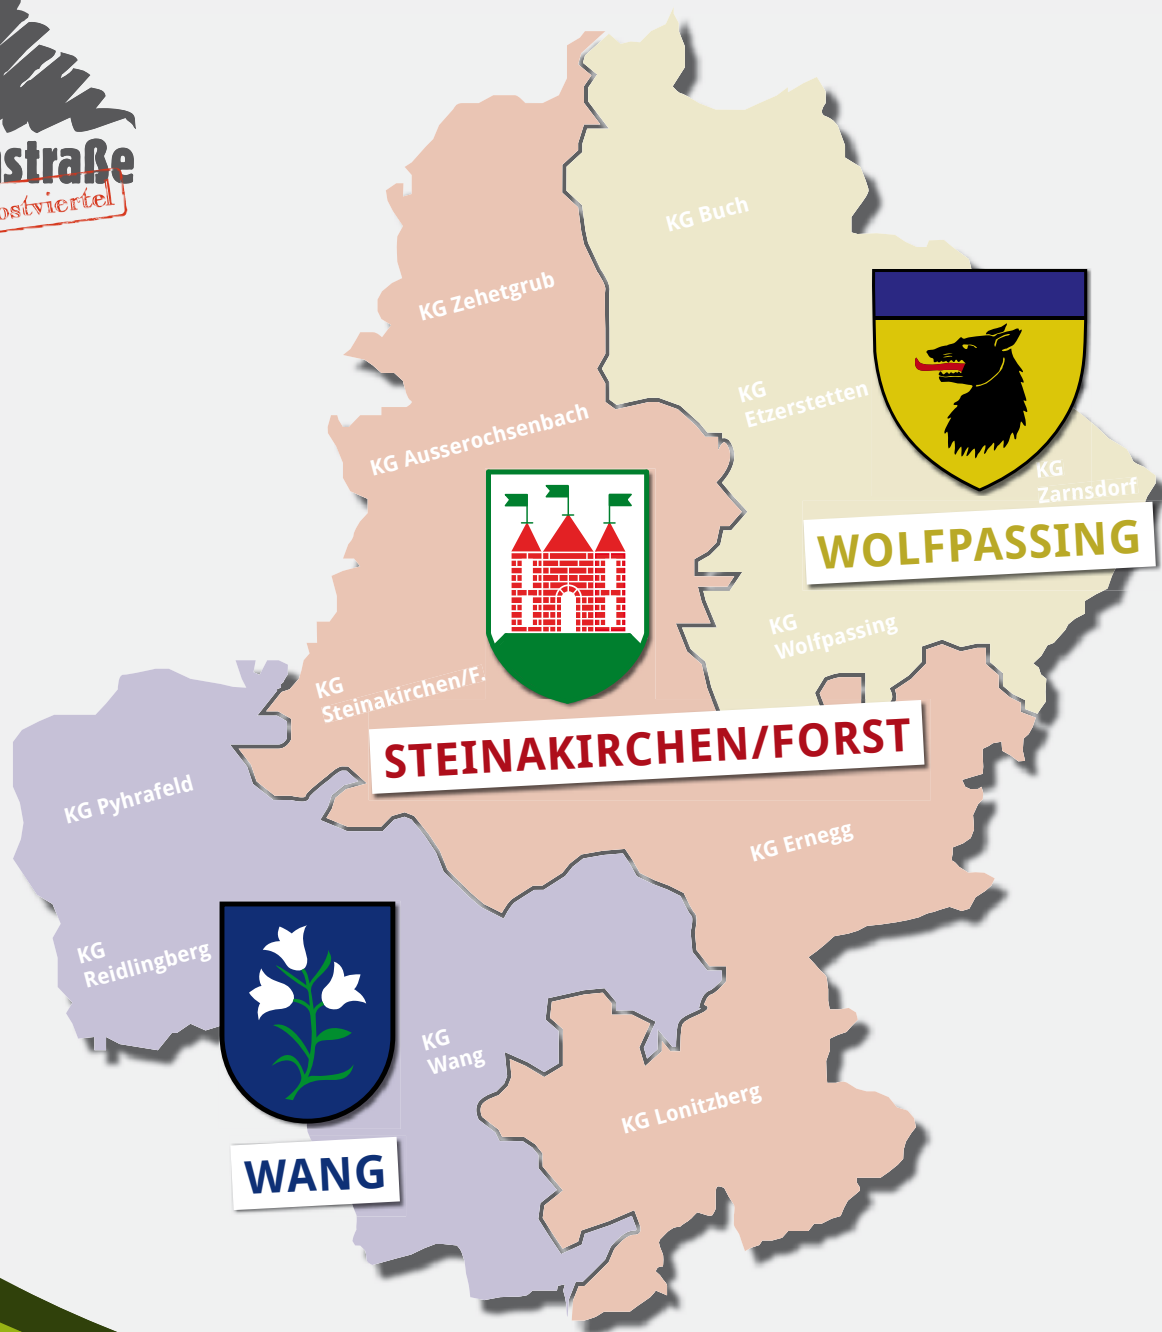 straße
ostviertel
KG Buch
KG Zehetgrub
KG
Etzerstetten
KG Ausserochsenbach
KG
Zarnsdorf
WOLFPASSING
KG
Wolfpassing
KG
Steinakirchen/F.
STEINAKIRCHEN/FORST
KG Pyhrafeld
KG Ernegg
KG
Reidlingberg
KG
Wang
KG Lonitzberg
WANG